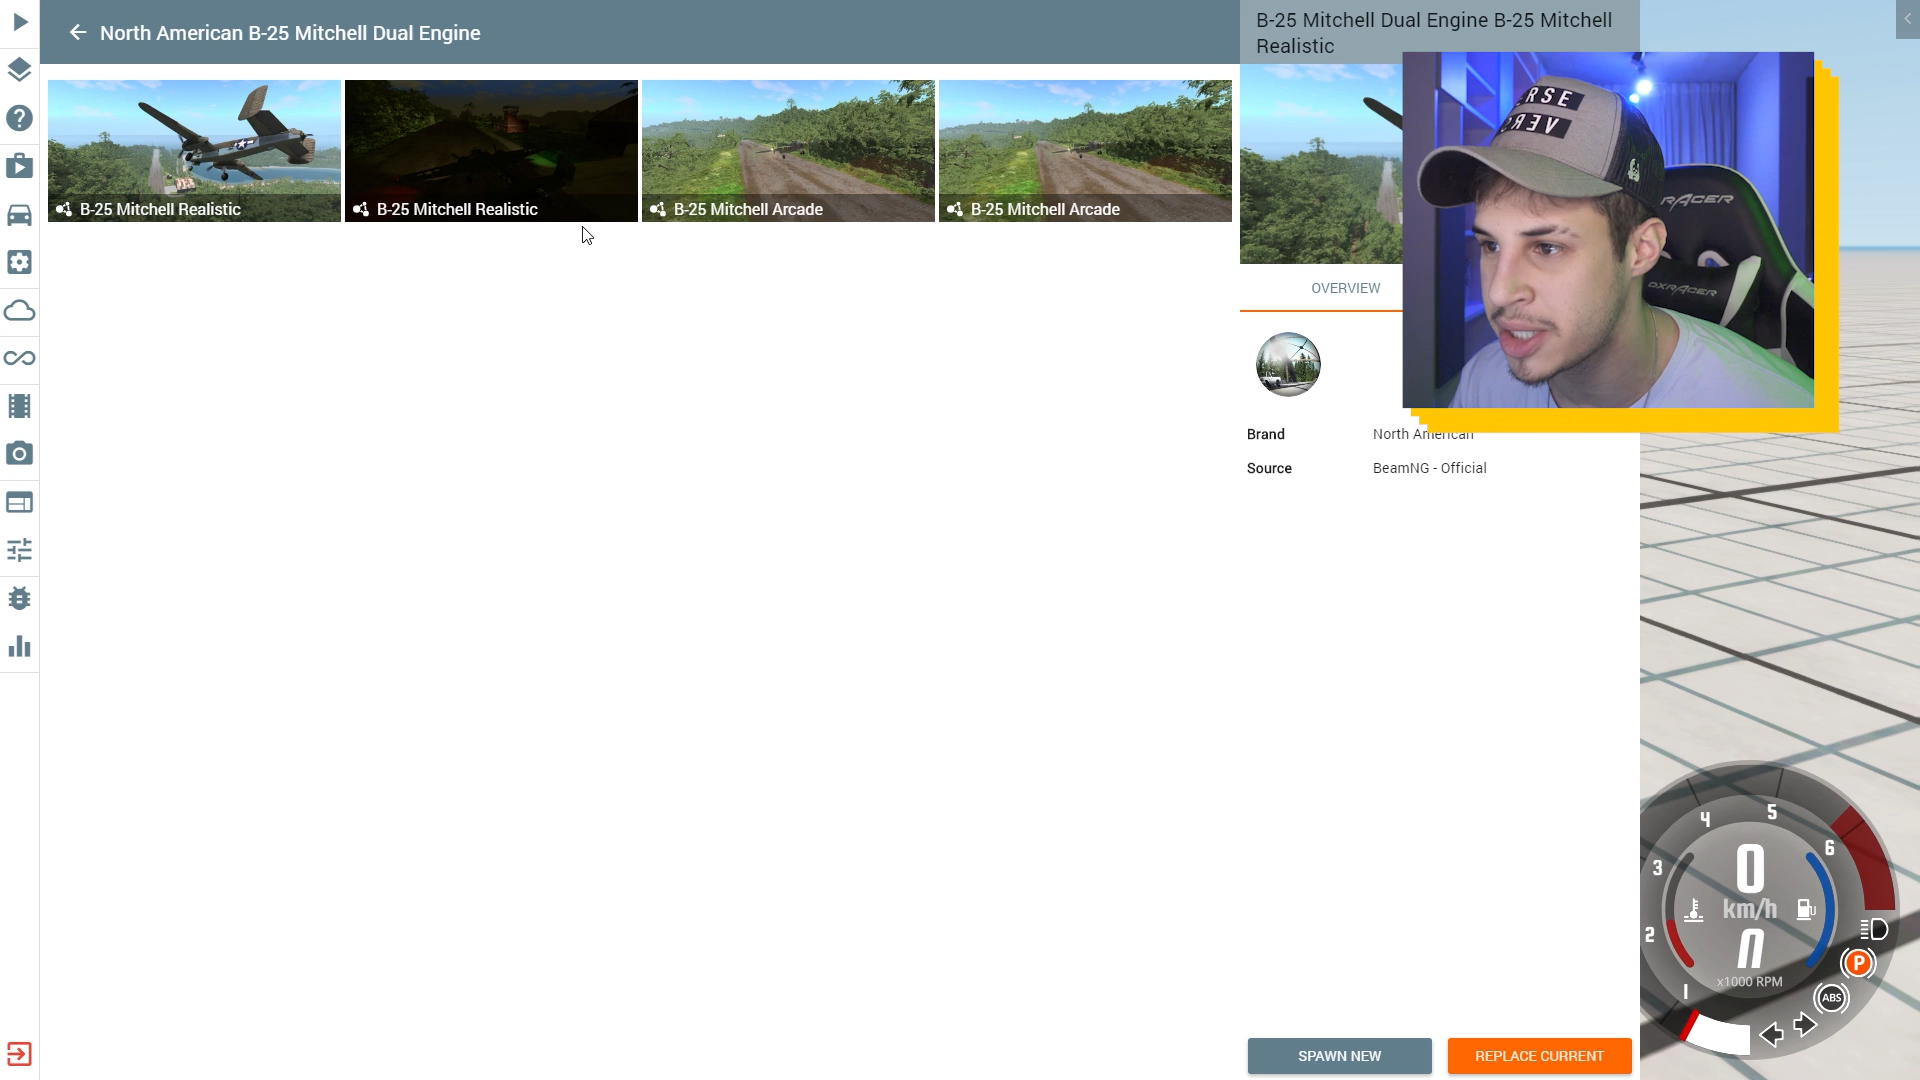 North American B-25 Mitchell Dual Engine
B-25 Mitchell Dual Engine B-25 Mitchell
Realistic
B-25 Mitchell Realistic
B-25 Mitchell Realistic
B-25 Mitchell Arcade
B-25 Mitchell Arcade
OVERVIEW
Brand
North American
Source
BeamNG - Official
SPAWN NEW
REPLACE CURRENT
1
2
3
4
5
6
0
km/h
n
x1000 RPM
P
ABS